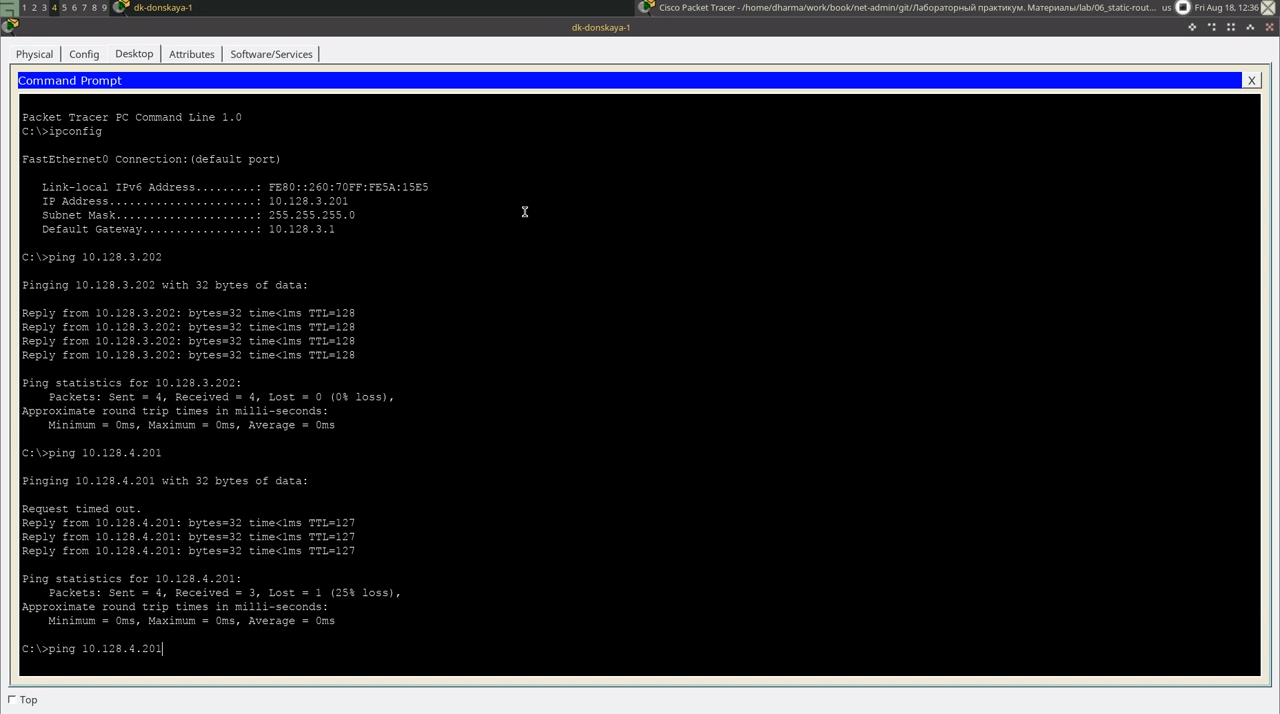 1 2 3 4 5 6 7 8 9 dk-donskaya-1 Cisco Packet Tracer - /home/dharma/work/book/net-admin/git/Лабораторный практикум. Материалы/lab/06_static-rout... us Fri Aug 18, 12:36
dk-donskaya-1
Physical Config Desktop Attributes Software/Services
Command Prompt X
Packet Tracer PC Command Line 1.0
C:\>ipconfig
FastEthernet0 Connection:(default port)
Link-local IPv6 Address.........: FE80::260:70FF:FE5A:15E5
IP Address......................: 10.128.3.201
Subnet Mask.....................: 255.255.255.0
Default Gateway.................: 10.128.3.1
C:\>ping 10.128.3.202
Pinging 10.128.3.202 with 32 bytes of data:
Reply from 10.128.3.202: bytes=32 time<1ms TTL=128
Reply from 10.128.3.202: bytes=32 time<1ms TTL=128
Reply from 10.128.3.202: bytes=32 time<1ms TTL=128
Reply from 10.128.3.202: bytes=32 time<1ms TTL=128
Ping statistics for 10.128.3.202:
Packets: Sent = 4, Received = 4, Lost = 0 (0% loss),
Approximate round trip times in milli-seconds:
Minimum = 0ms, Maximum = 0ms, Average = 0ms
C:\>ping 10.128.4.201
Pinging 10.128.4.201 with 32 bytes of data:
Request timed out.
Reply from 10.128.4.201: bytes=32 time<1ms TTL=127
Reply from 10.128.4.201: bytes=32 time<1ms TTL=127
Reply from 10.128.4.201: bytes=32 time<1ms TTL=127
Ping statistics for 10.128.4.201:
Packets: Sent = 4, Received = 3, Lost = 1 (25% loss),
Approximate round trip times in milli-seconds:
Minimum = 0ms, Maximum = 0ms, Average = 0ms
C:\>ping 10.128.4.201
Top